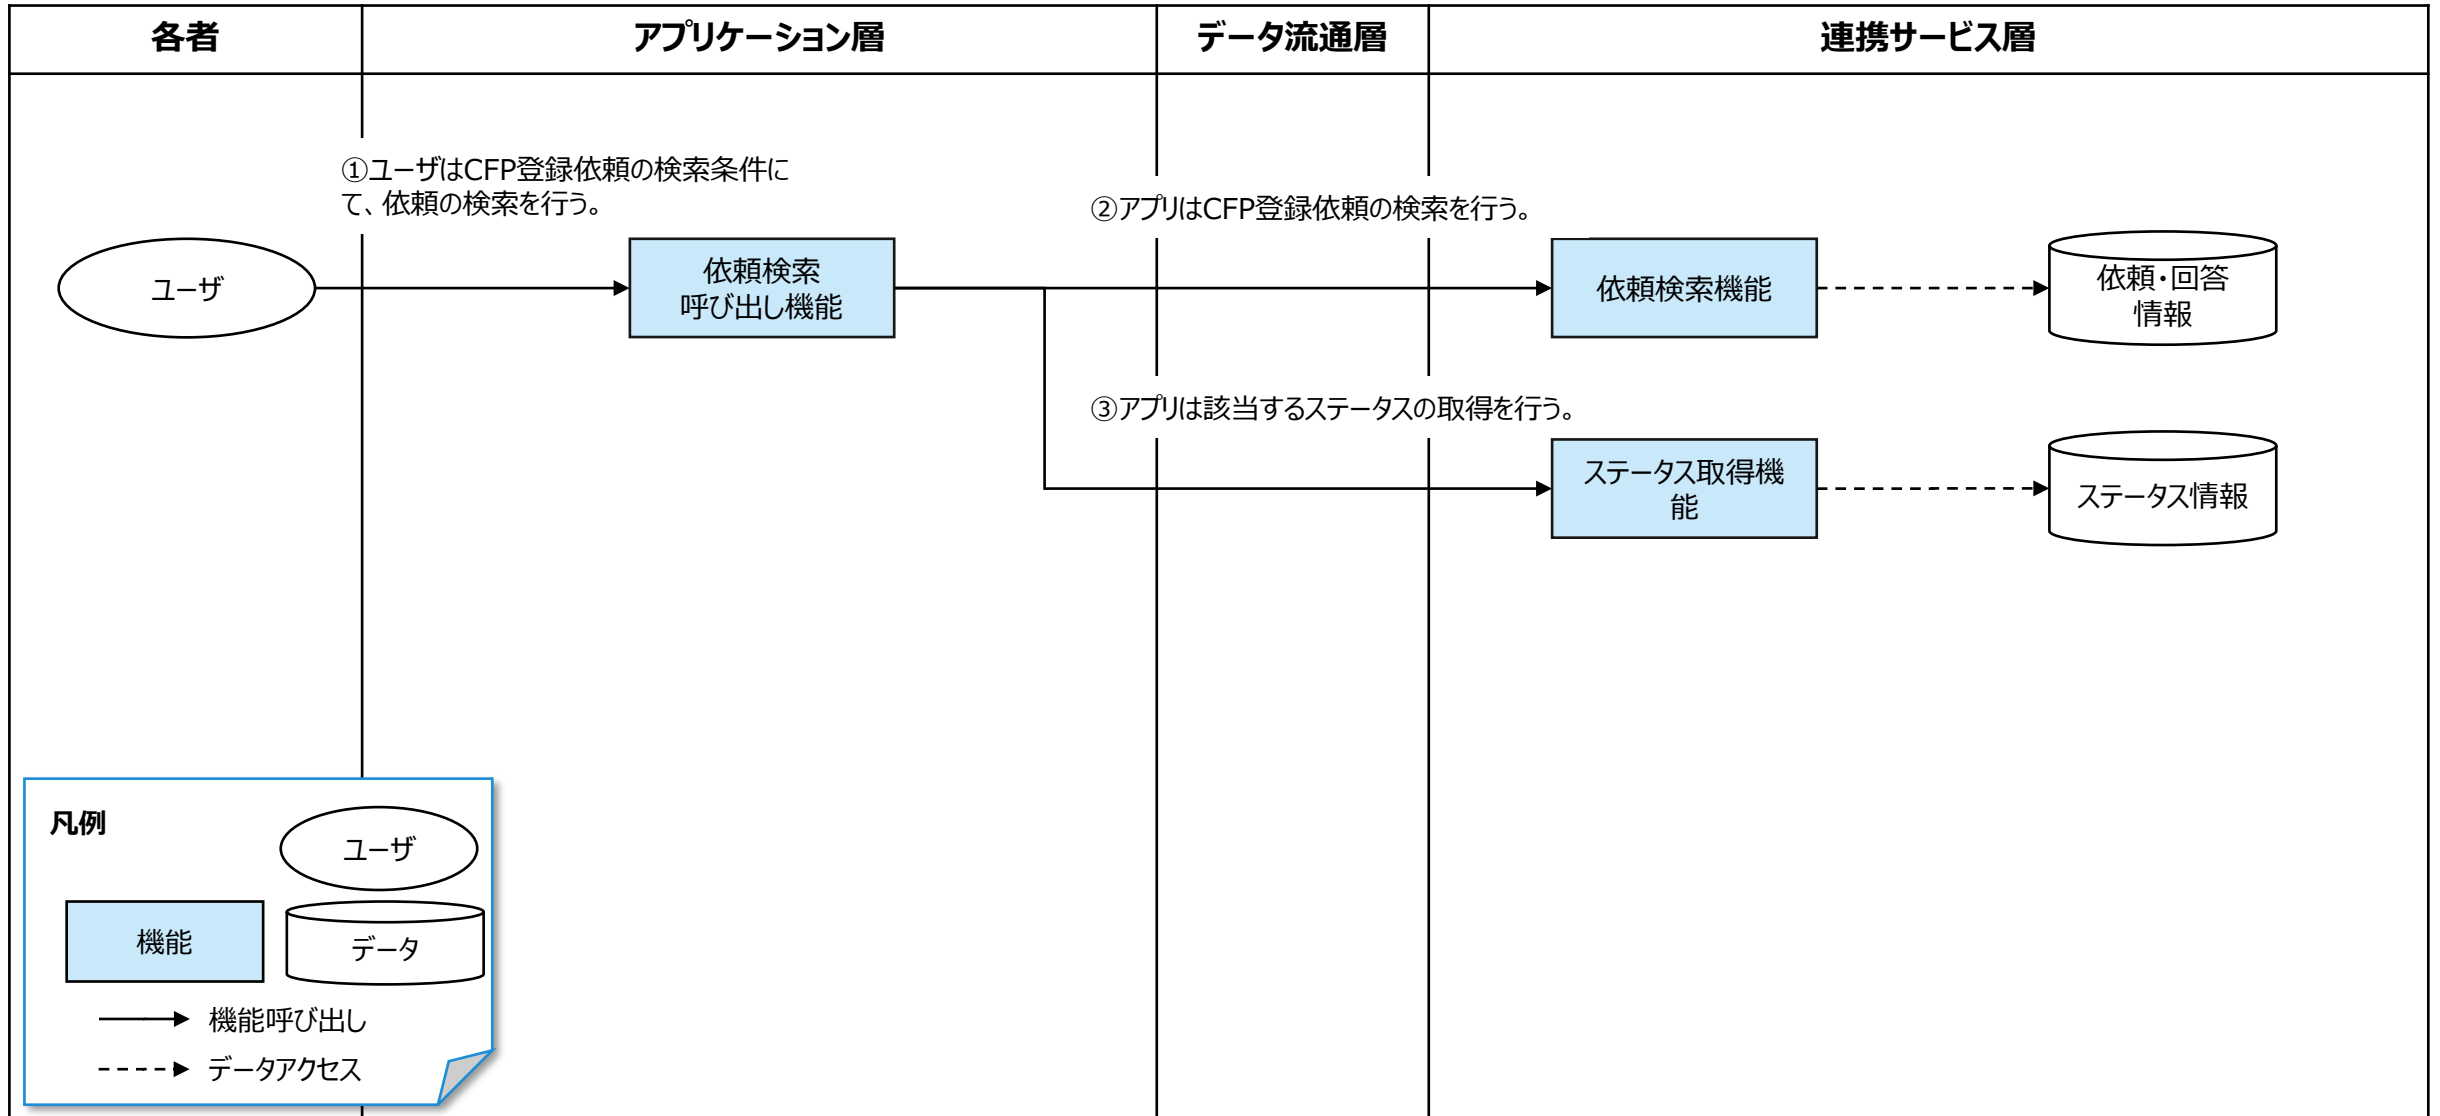 各者
アプリケーション層
データ流通層
連携サービス層
①ユーザはCFP登録依頼の検索条件に
て、依頼の検索を行う。
②アプリはCFP登録依頼の検索を行う。
ユーザ
依頼検索
呼び出し機能
依頼検索機能
依頼・回答
情報
③アプリは該当するステータスの取得を行う。
ステータス取得機
能
ステータス情報
凡例
ユーザ
機能
データ
機能呼び出し
データアクセス